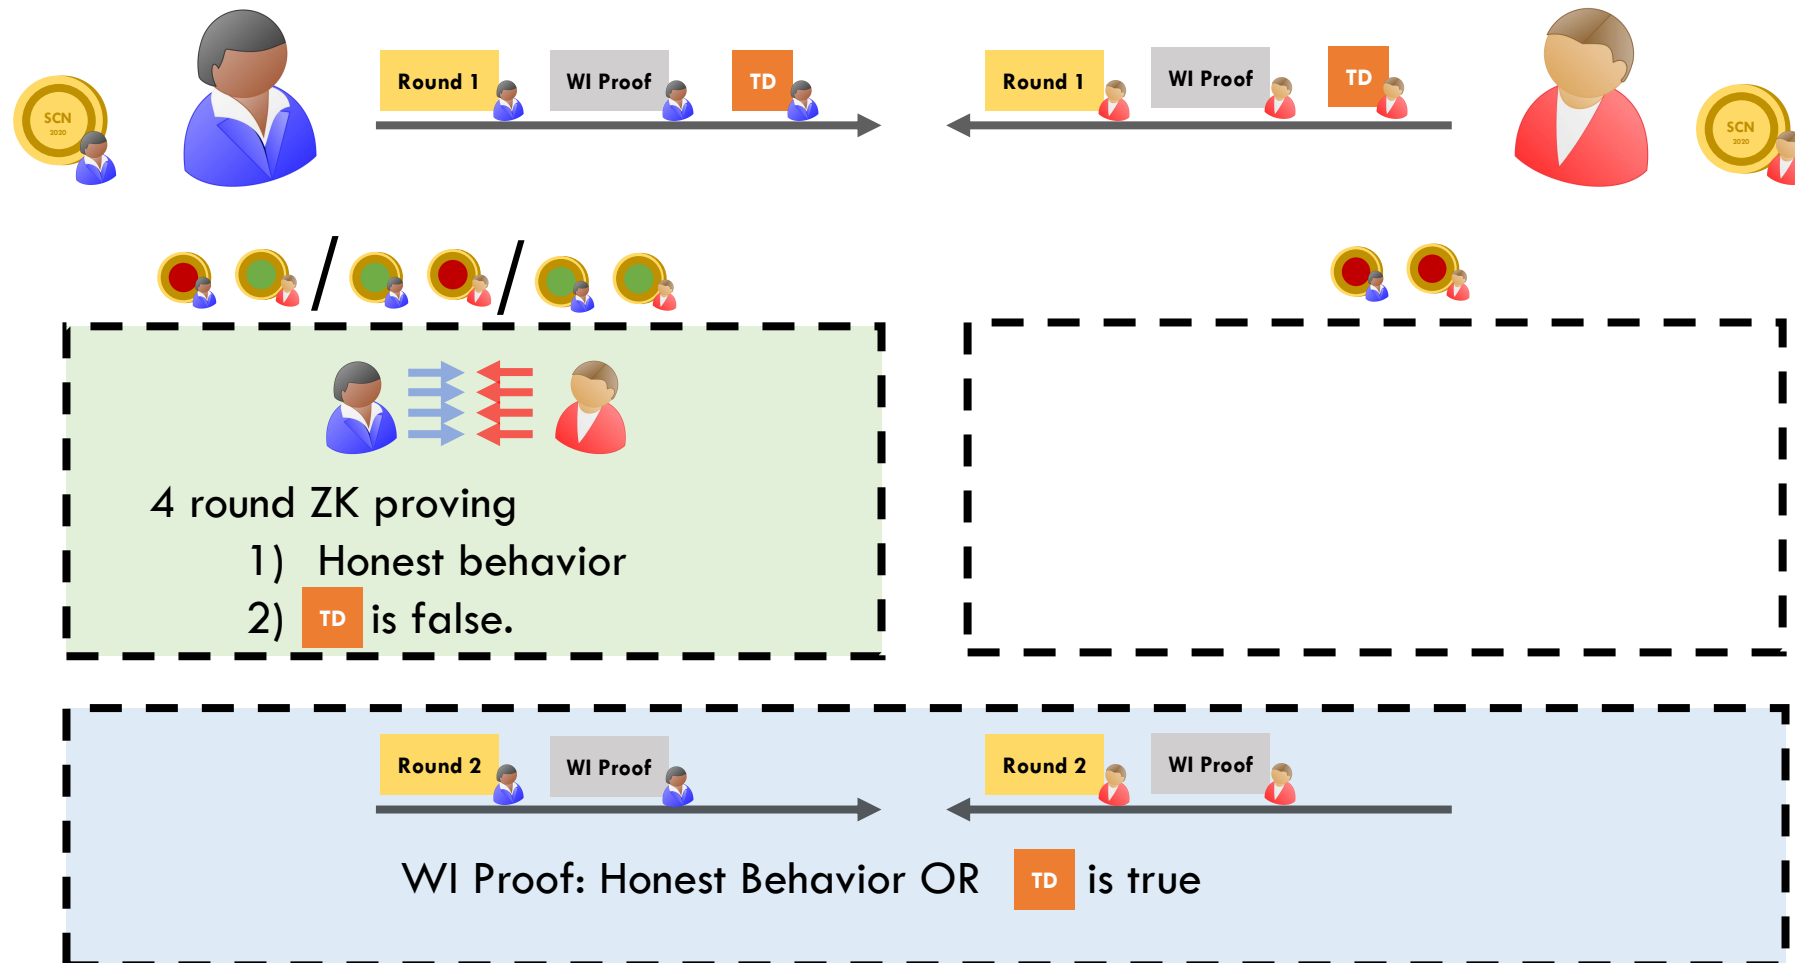 Round 1 WI Proof TD Round 1 WI Proof TD
SCN
2020
SCN
2020
4 round ZK proving
1) Honest behavior
2) TD is false.
Round 2 WI Proof Round 2 WI Proof
WI Proof: Honest Behavior OR TD is true